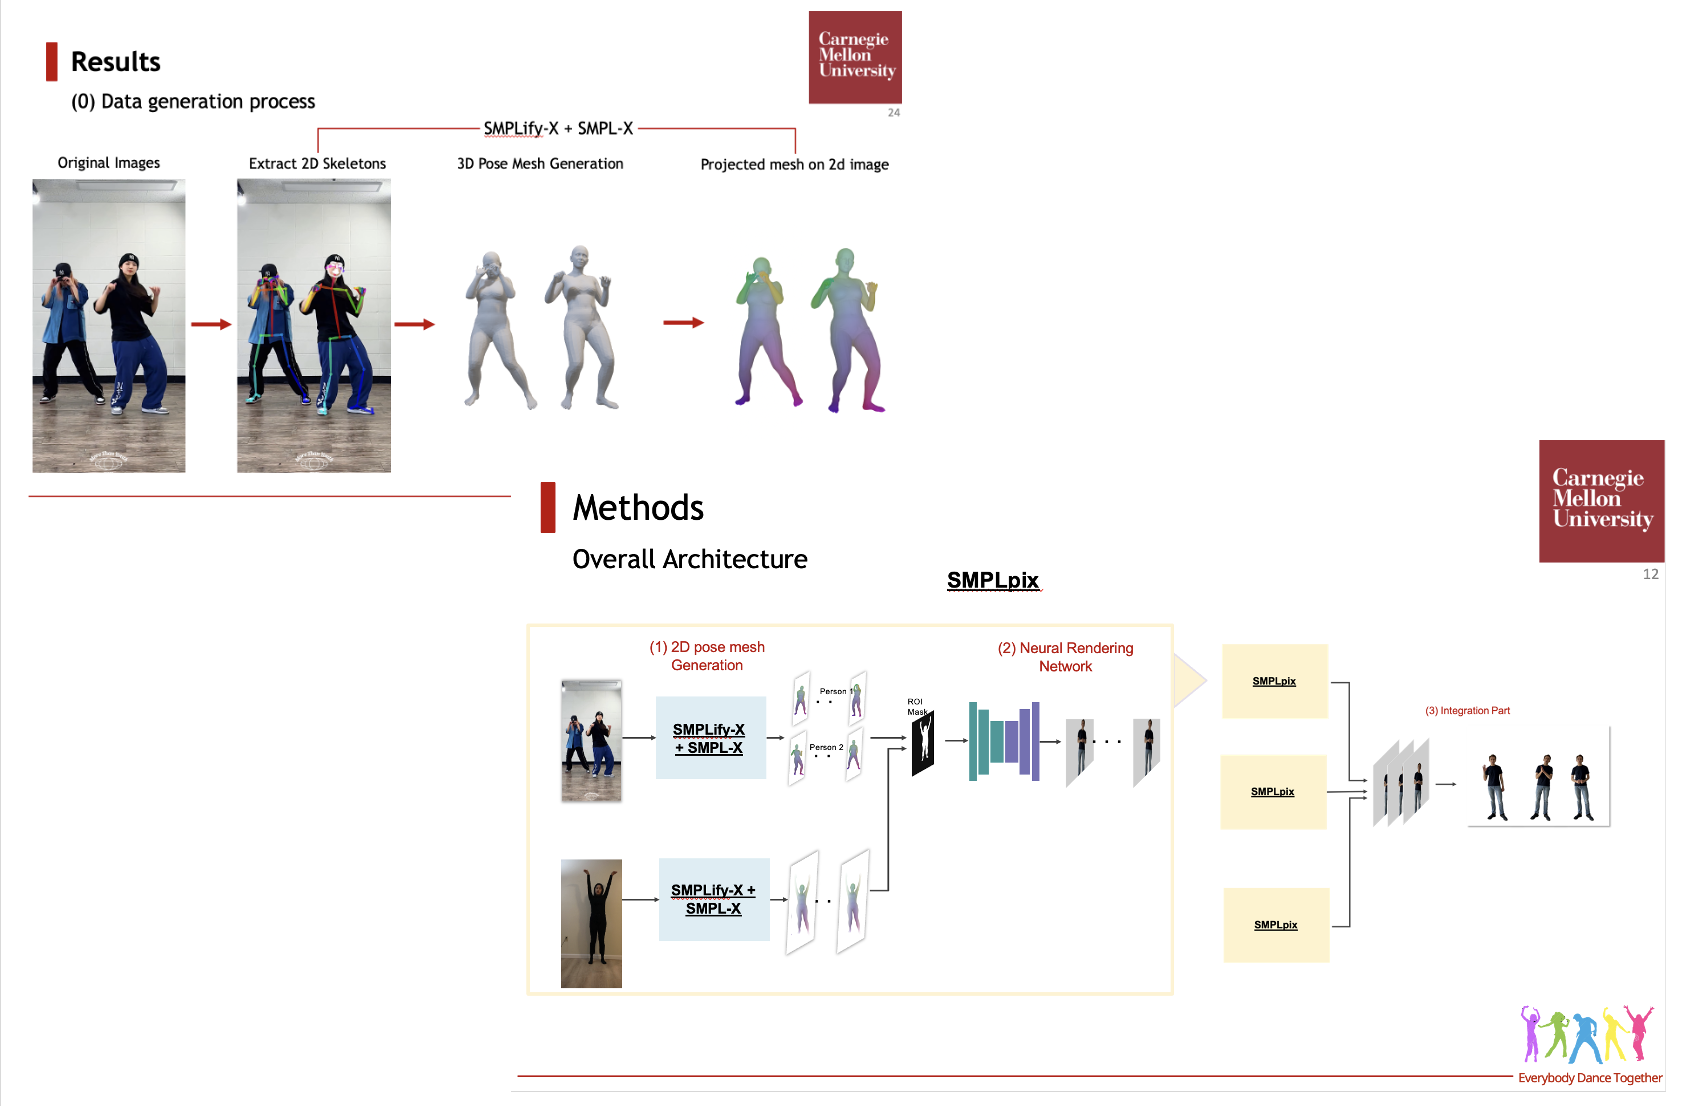 Results
Carnegie
Mellon
University
(0) Data generation process
24
SMPLify-X + SMPL-X
Original Images
Extract 2D Skeletons
3D Pose Mesh Generation
Projected mesh on 2d image
Methods
Carnegie
Mellon
University
Overall Architecture
12
SMPLpix
(1) 2D pose mesh
Generation
(2) Neural Rendering
Network
Person 1
ROI
Mask
SMPLify-X
+ SMPL-X
Person 2
SMPLify-X +
SMPL-X
SMPLpix
SMPLpix
SMPLpix
(3) Integration Part
Everybody Dance Together